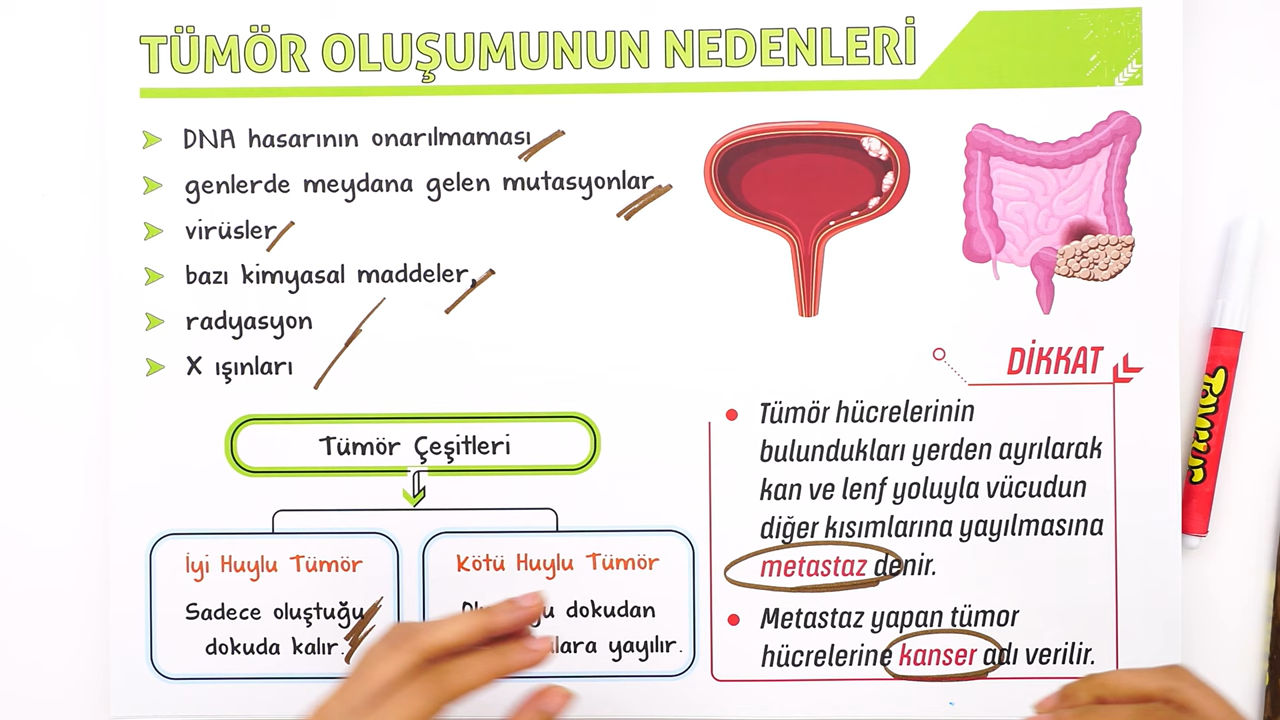 TÜMÖR OLUŞUMUNUN NEDENLERİ
DNA hasarının onarılmaması
genlerde meydana gelen mutasyonlar
virüsler
bazı kimyasal maddeler,
radyasyon
X ışınları
Tümör Çeşitleri
İyi Huylu Tümör
Sadece oluştuğu
dokuda kalır.
Kötü Huylu Tümör
dokudan
yayılır.
DİKKAT
Tümör hücrelerinin
bulundukları yerden ayrılarak
kan ve lenf yoluyla vücudun
diğer kısımlarına yayılmasına
metastaz denir.
Metastaz yapan tümor
hücrelerine kanser adı verilir.